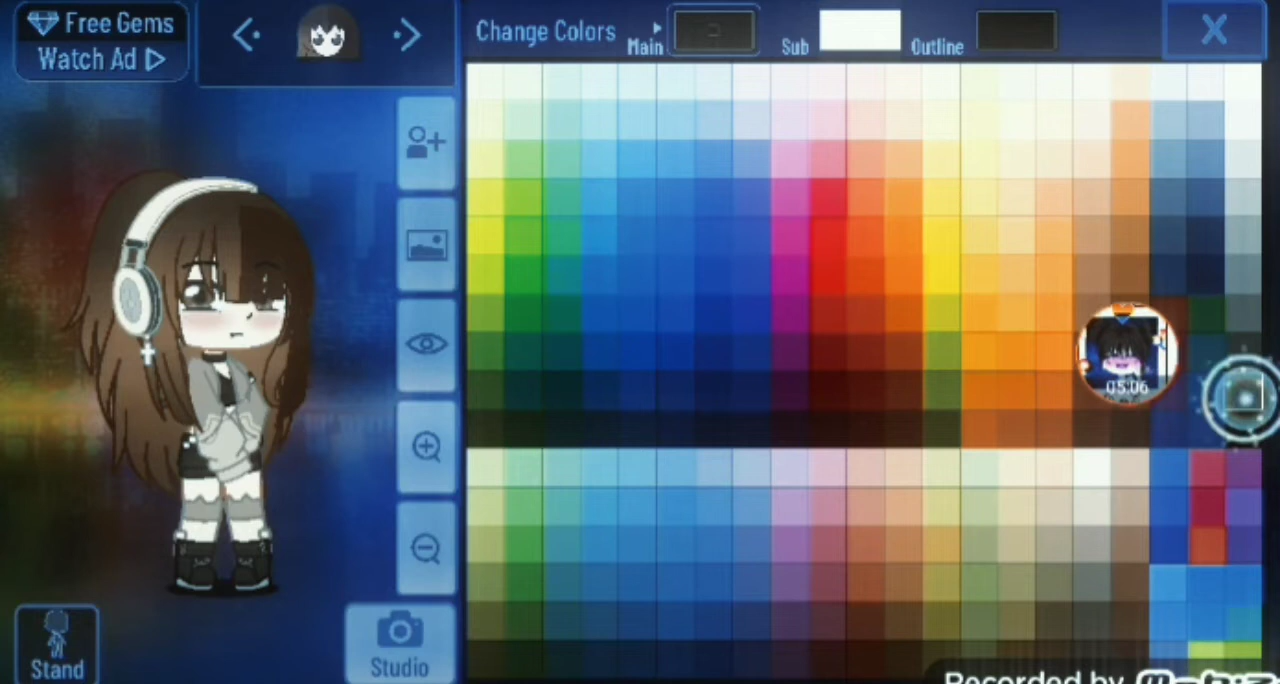 Free Gems
Watch Ad
Change Colors
Main
Sub
Outline
X
05:06
Stand
Studio
Recorded by